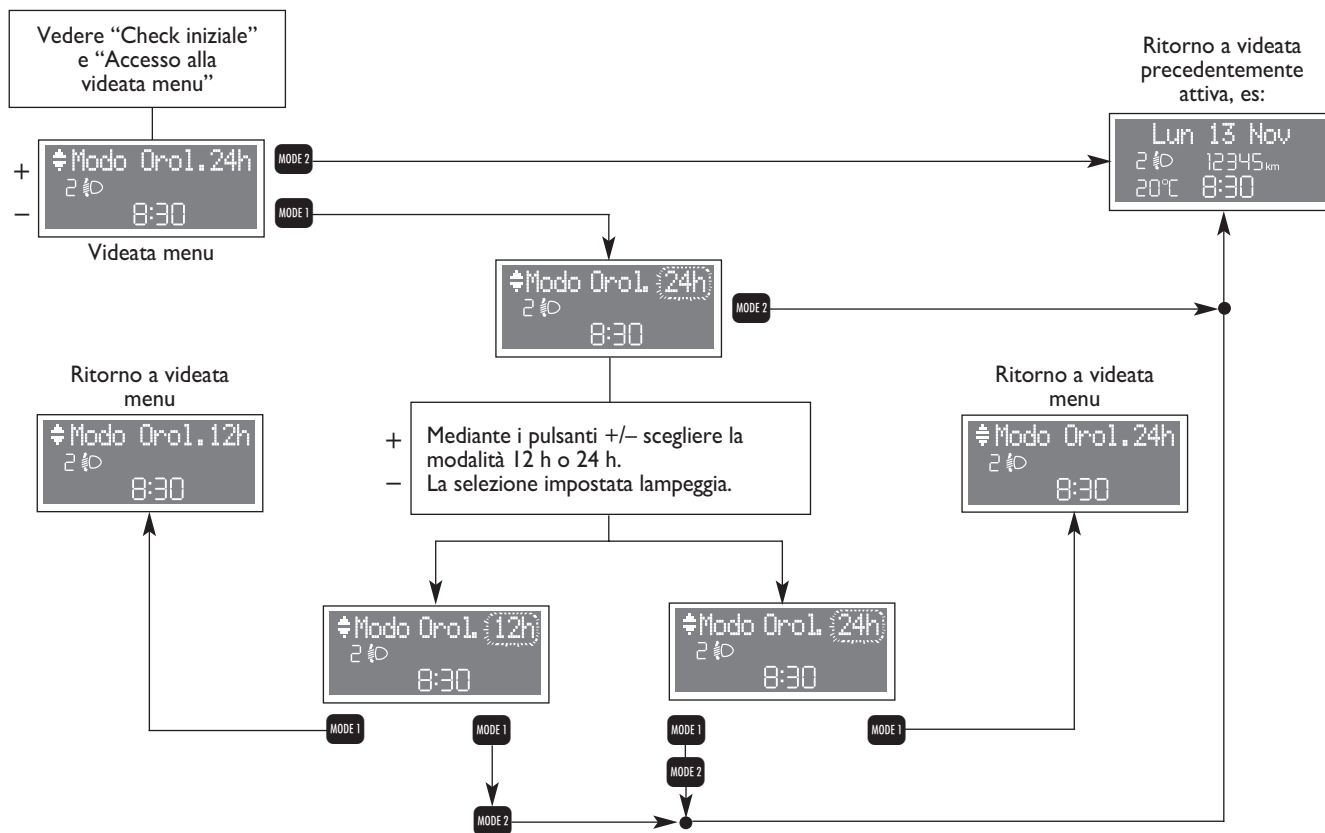 Vedere “Check iniziale”
e “Accesso alla
videata menu”
Ritorno a videata
precedentemente
attiva, es:
Lun 13 Nov
2 12345 km
20°C 8:30
+
–
Modo Orol.24h
2
8:30
MODE 2
MODE 1
Videata menu
Modo Orol. 24h
2
8:30
MODE 2
Ritorno a videata
menu
Modo Orol.12h
2
8:30
+
–
Mediante i pulsanti +/– scegliere la
modalità 12 h o 24 h.
La selezione impostata lampeggia.
Ritorno a videata
menu
Modo Orol.24h
2
8:30
Modo Orol. 12h
2
8:30
Modo Orol. 24h
2
8:30
MODE 1
MODE 1
MODE 1
MODE 1
MODE 2
MODE 2